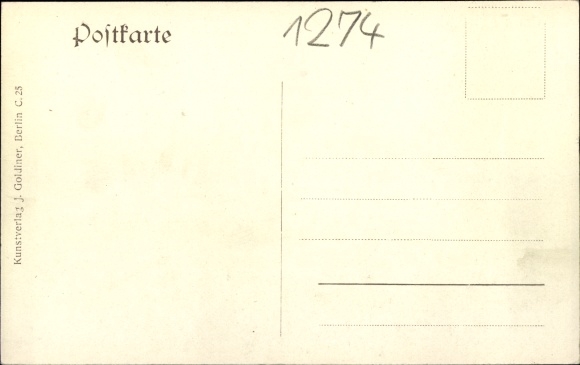 Poſtkarte
1274
Kunstverlag J. Goldiner, Berlin C. 25